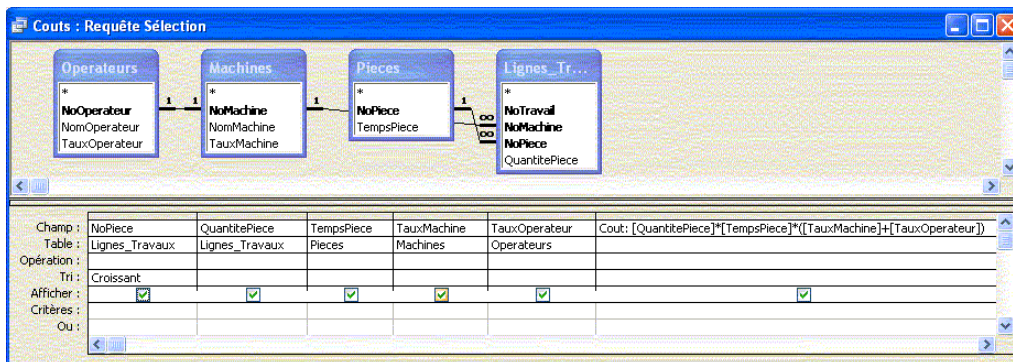 Couts : Requête Sélection
Operateurs
*
NoOperateur
NomOperateur
TauxOperateur
1
1
Machines
*
NoMachine
NomMachine
TauxMachine
1
Pieces
*
NoPiece
TempsPiece
1
∞
∞
Lignes_Tr...
*
NoTravail
NoMachine
NoPiece
QuantitePiece
Champ : NoPiece QuantitePiece TempsPiece TauxMachine TauxOperateur Cout: [QuantitePiece]*[TempsPiece]*([TauxMachine]+[TauxOperateur])
Table : Lignes_Travaux Lignes_Travaux Pieces Machines Operateurs
Opération :
Tri : Croissant
Afficher :
Critères :
Ou :